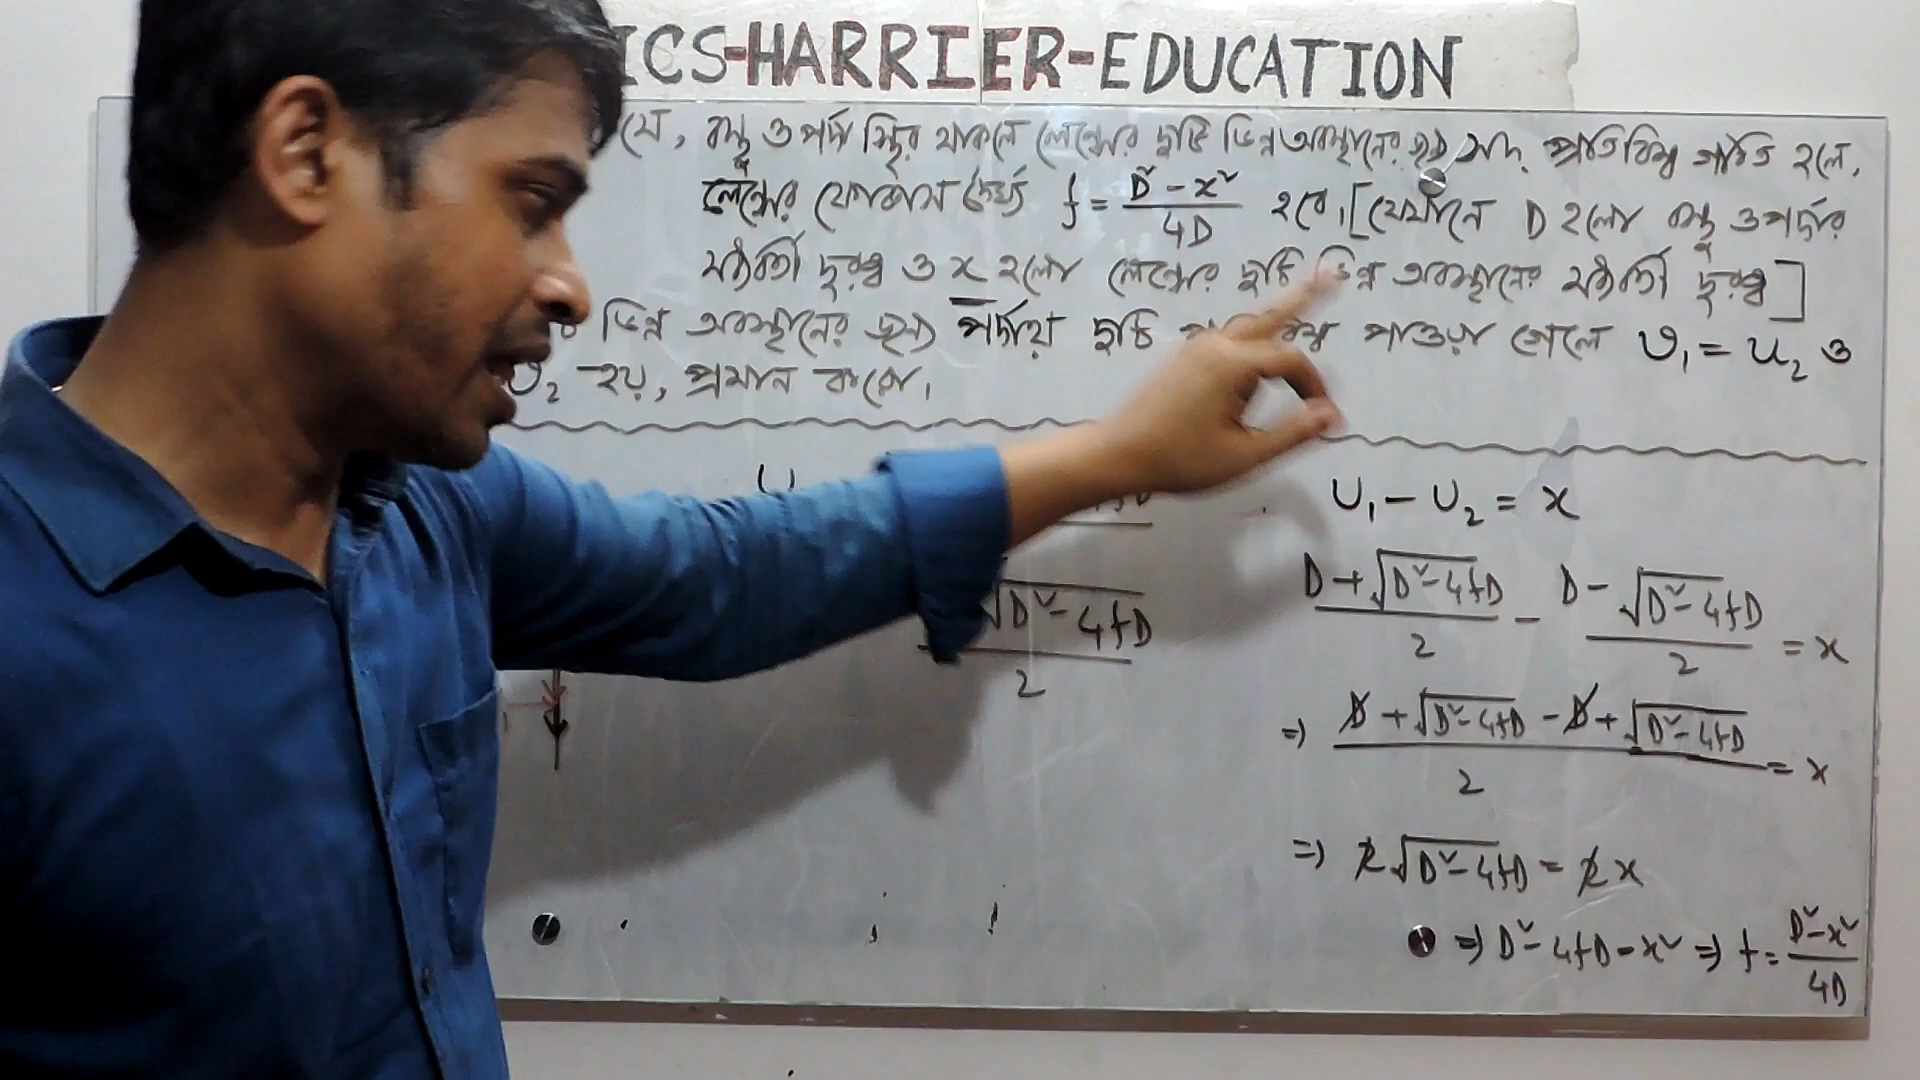 ICS-HARRIER-EDUCATION
যে, বস্তু ও পর্দা স্থির থাকলে লেন্সের দুটি ভিন্ন অবস্থানের জন্য সদ্ প্রতিবিম্ব গঠিত হলে,
লেন্সের ফোকাস দৈর্ঘ্য f = D² - x² / 4D হবে। [যেখানে D হলো বস্তু ও পর্দার
মধ্যবর্তী দূরত্ব ও x হলো লেন্সের দুটি ভিন্ন অবস্থানের মধ্যবর্তী দূরত্ব]
ভিন্ন অবস্থানের জন্য পর্দায় দুটি পাওয়া গেলে v₁ = u₂ ও
হয়, প্রমান করো।
U₁ - U₂ = x
D + √D² - 4fD / 2 - D - √D² - 4fD / 2 = x
√D² - 4fD / 2
⇒ D + √D² - 4fD - D + √D² - 4fD / 2 = x
⇒ 2√D² - 4fD = 2x
⇒ D² - 4fD = x² ⇒ f = D² - x² / 4D